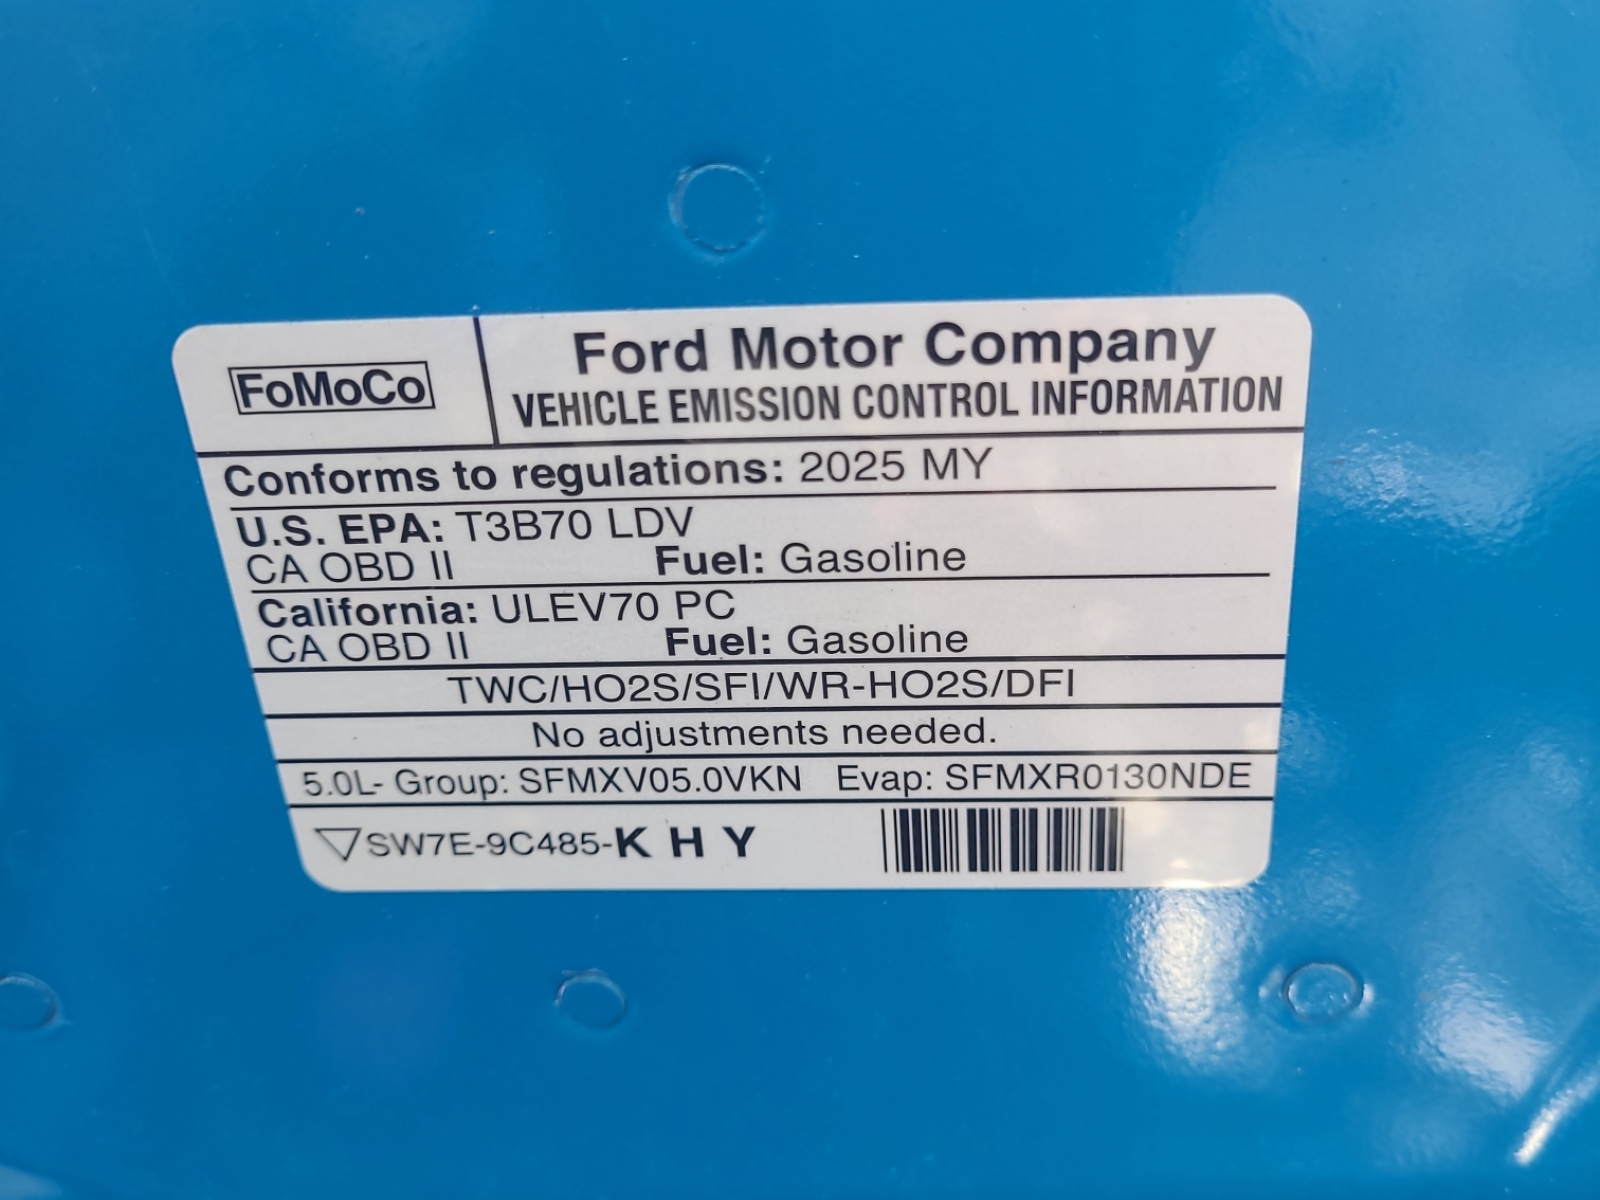 FoMoCo
Ford Motor Company
VEHICLE EMISSION CONTROL INFORMATION
Conforms to regulations: 2025 MY
U.S. EPA: T3B70 LDV
CA OBD II Fuel: Gasoline
California: ULEV70 PC
CA OBD II Fuel: Gasoline
TWC/HO2S/SFI/WR-HO2S/DFI
No adjustments needed.
5.0L- Group: SFMXV05.0VKN Evap: SFMXR0130NDE
▽SW7E-9C485-K H Y